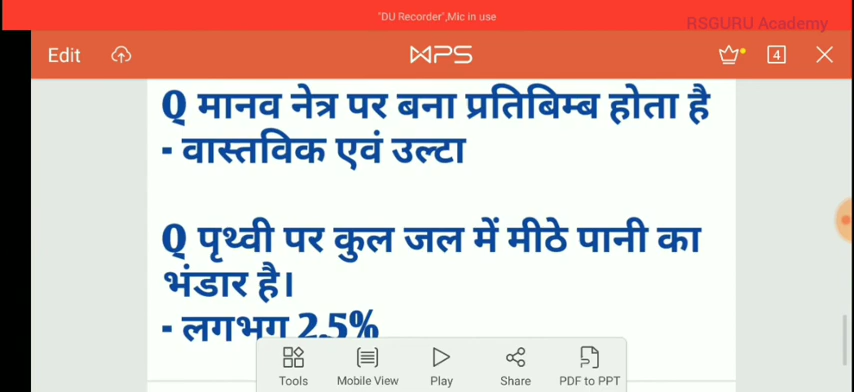 "DU Recorder",Mic in use
RSGURU Academy
Edit
WPS
4
Q मानव नेत्र पर बना प्रतिबिम्ब होता है
- वास्तविक एवं उल्टा
Q पृथ्वी पर कुल जल में मीठे पानी का
भंडार है।
- लगभग 2.5%
Tools Mobile View Play Share PDF to PPT